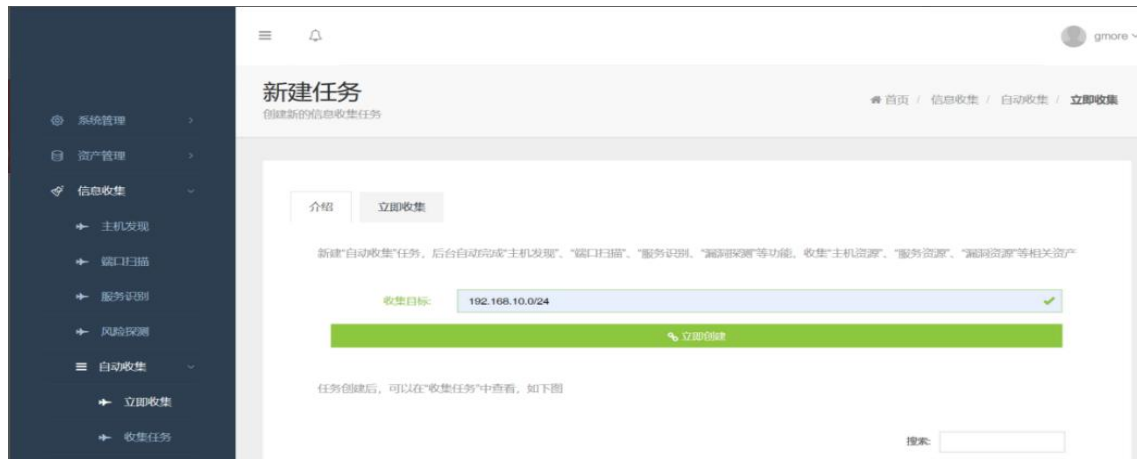 gmore
新建任务
创建新的信息收集任务
首页 / 信息收集 / 自动收集 / 立即收集
系统管理
资产管理
信息收集
主机发现
端口扫描
服务识别
风险探测
自动收集
立即收集
收集任务
介绍 立即收集
新建"自动收集"任务，后台自动完成"主机发现"、"端口扫描"、"服务识别、"漏洞探测"等功能，收集"主机资源"、"服务资源"、"漏洞资源"等相关资产
收集目标: 192.168.10.0/24
立即创建
任务创建后，可以在"收集任务"中查看，如下图
搜索: